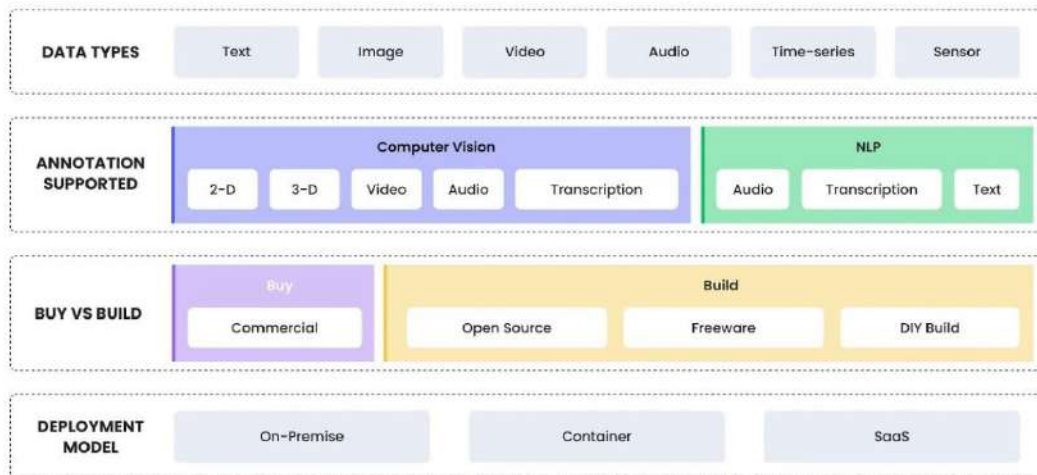 DATA TYPES
Text
Image
Video
Audio
Time-series
Sensor
ANNOTATION
SUPPORTED
Computer Vision
2-D
3-D
Video
Audio
Transcription
NLP
Audio
Transcription
Text
BUY VS BUILD
Buy
Commercial
Build
Open Source
Freeware
DIY Build
DEPLOYMENT
MODEL
On-Premise
Container
SaaS